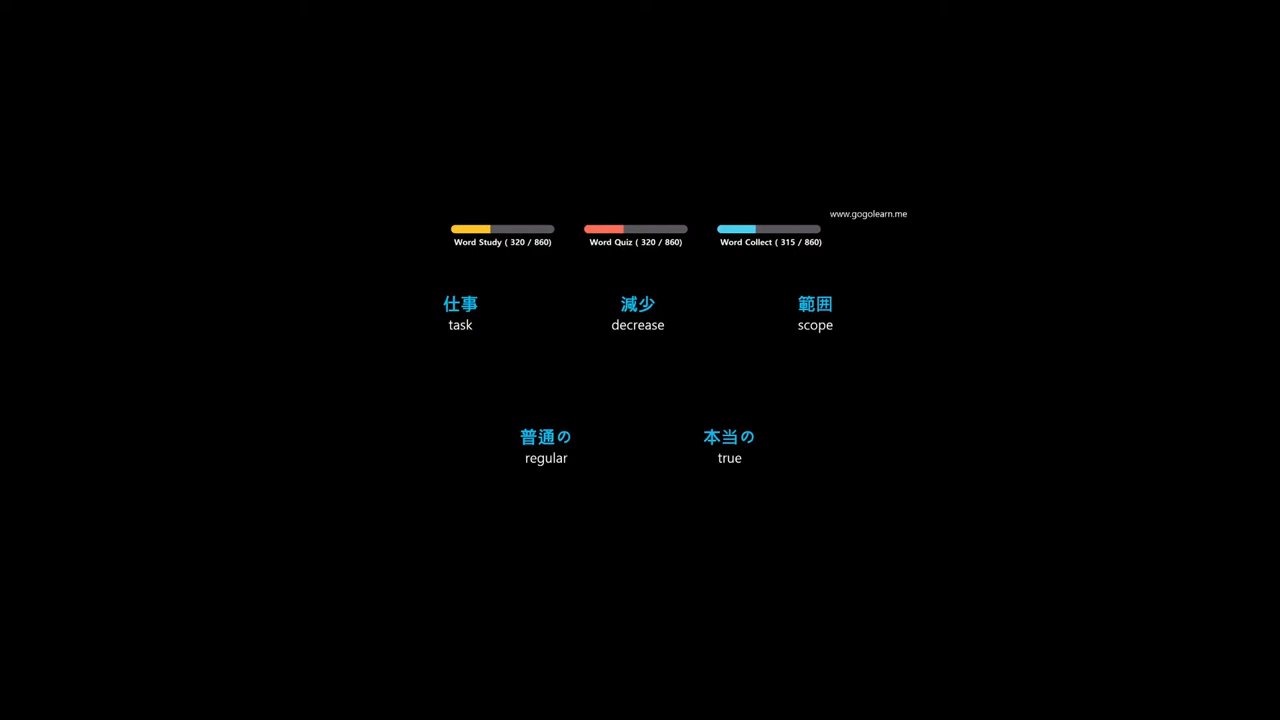 www.gogolearn.me
Word Study ( 320 / 860)
Word Quiz ( 320 / 860)
Word Collect ( 315 / 860)
仕事
task
減少
decrease
範囲
scope
普通の
regular
本当の
true